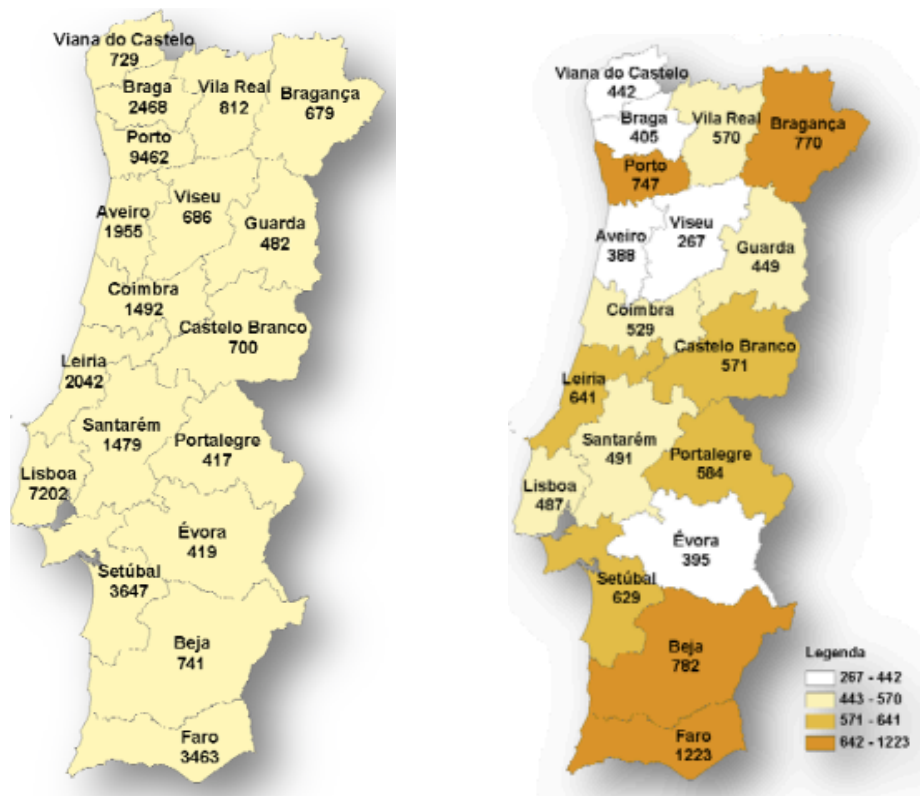 Viana do Castelo
729
Braga
2468
Vila Real
812
Bragança
679
Porto
9462
Aveiro
1955
Viseu
686
Guarda
482
Coimbra
1492
Castelo Branco
700
Leiria
2042
Santarém
1479
Portalegre
417
Lisboa
7202
Évora
419
Setúbal
3647
Beja
741
Faro
3463
Viana do Castelo
442
Braga
405
Vila Real
570
Bragança
770
Porto
747
Aveiro
388
Viseu
267
Guarda
449
Coimbra
529
Castelo Branco
571
Leiria
641
Santarém
491
Portalegre
584
Lisboa
487
Évora
395
Setúbal
629
Beja
782
Faro
1223
Legenda
267 - 442
443 - 570
571 - 641
642 - 1223